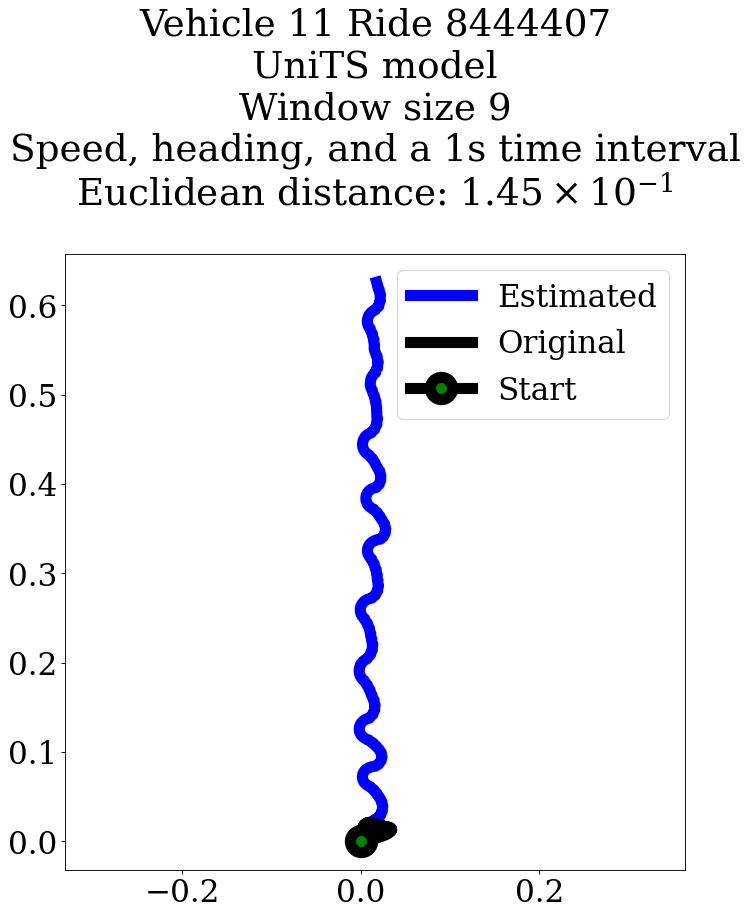 Vehicle 11 Ride 8444407
UniTS model
Window size 9
Speed, heading, and a 1s time interval
Euclidean distance: 1.45 × 10⁻¹
Estimated
Original
Start
0.6
0.5
0.4
0.3
0.2
0.1
0.0
−0.2 0.0 0.2